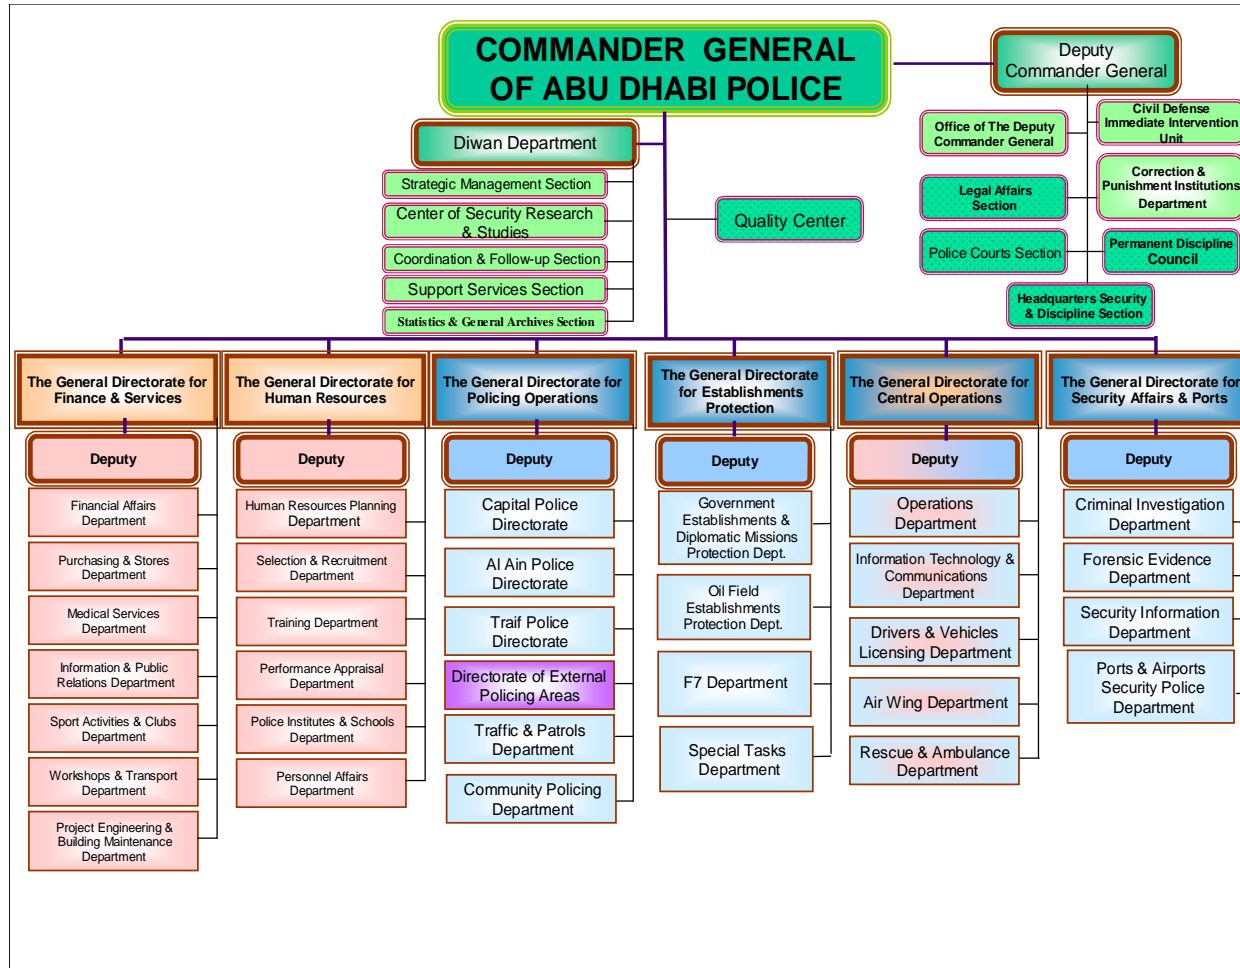 COMMANDER GENERAL
OF ABU DHABI POLICE
Deputy
Commander General
Office of The Deputy
Commander General
Civil Defense
Immediate Intervention
Unit
Legal Affairs
Section
Correction &
Punishment Institutions
Department
Police Courts Section
Permanent Discipline
Council
Headquarters Security
& Discipline Section
Diwan Department
Strategic Management Section
Center of Security Research
& Studies
Coordination & Follow-up Section
Support Services Section
Statistics & General Archives Section
Quality Center
The General Directorate for
Finance & Services
Deputy
Financial Affairs
Department
Purchasing & Stores
Department
Medical Services
Department
Information & Public
Relations Department
Sport Activities & Clubs
Department
Workshops & Transport
Department
Project Engineering &
Building Maintenance
Department
The General Directorate for
Human Resources
Deputy
Human Resources Planning
Department
Selection & Recruitment
Department
Training Department
Performance Appraisal
Department
Police Institutes & Schools
Department
Personnel Affairs
Department
The General Directorate for
Policing Operations
Deputy
Capital Police
Directorate
Al Ain Police
Directorate
Traif Police
Directorate
Directorate of External
Policing Areas
Traffic & Patrols
Department
Community Policing
Department
The General Directorate
for Establishments
Protection
Deputy
Government
Establishments &
Diplomatic Missions
Protection Dept.
Oil Field
Establishments
Protection Dept.
F7 Department
Special Tasks
Department
The General Directorate for
Central Operations
Deputy
Operations
Department
Information Technology &
Communications
Department
Drivers & Vehicles
Licensing Department
Air Wing Department
Rescue & Ambulance
Department
The General Directorate for
Security Affairs & Ports
Deputy
Criminal Investigation
Department
Forensic Evidence
Department
Security Information
Department
Ports & Airports
Security Police
Department